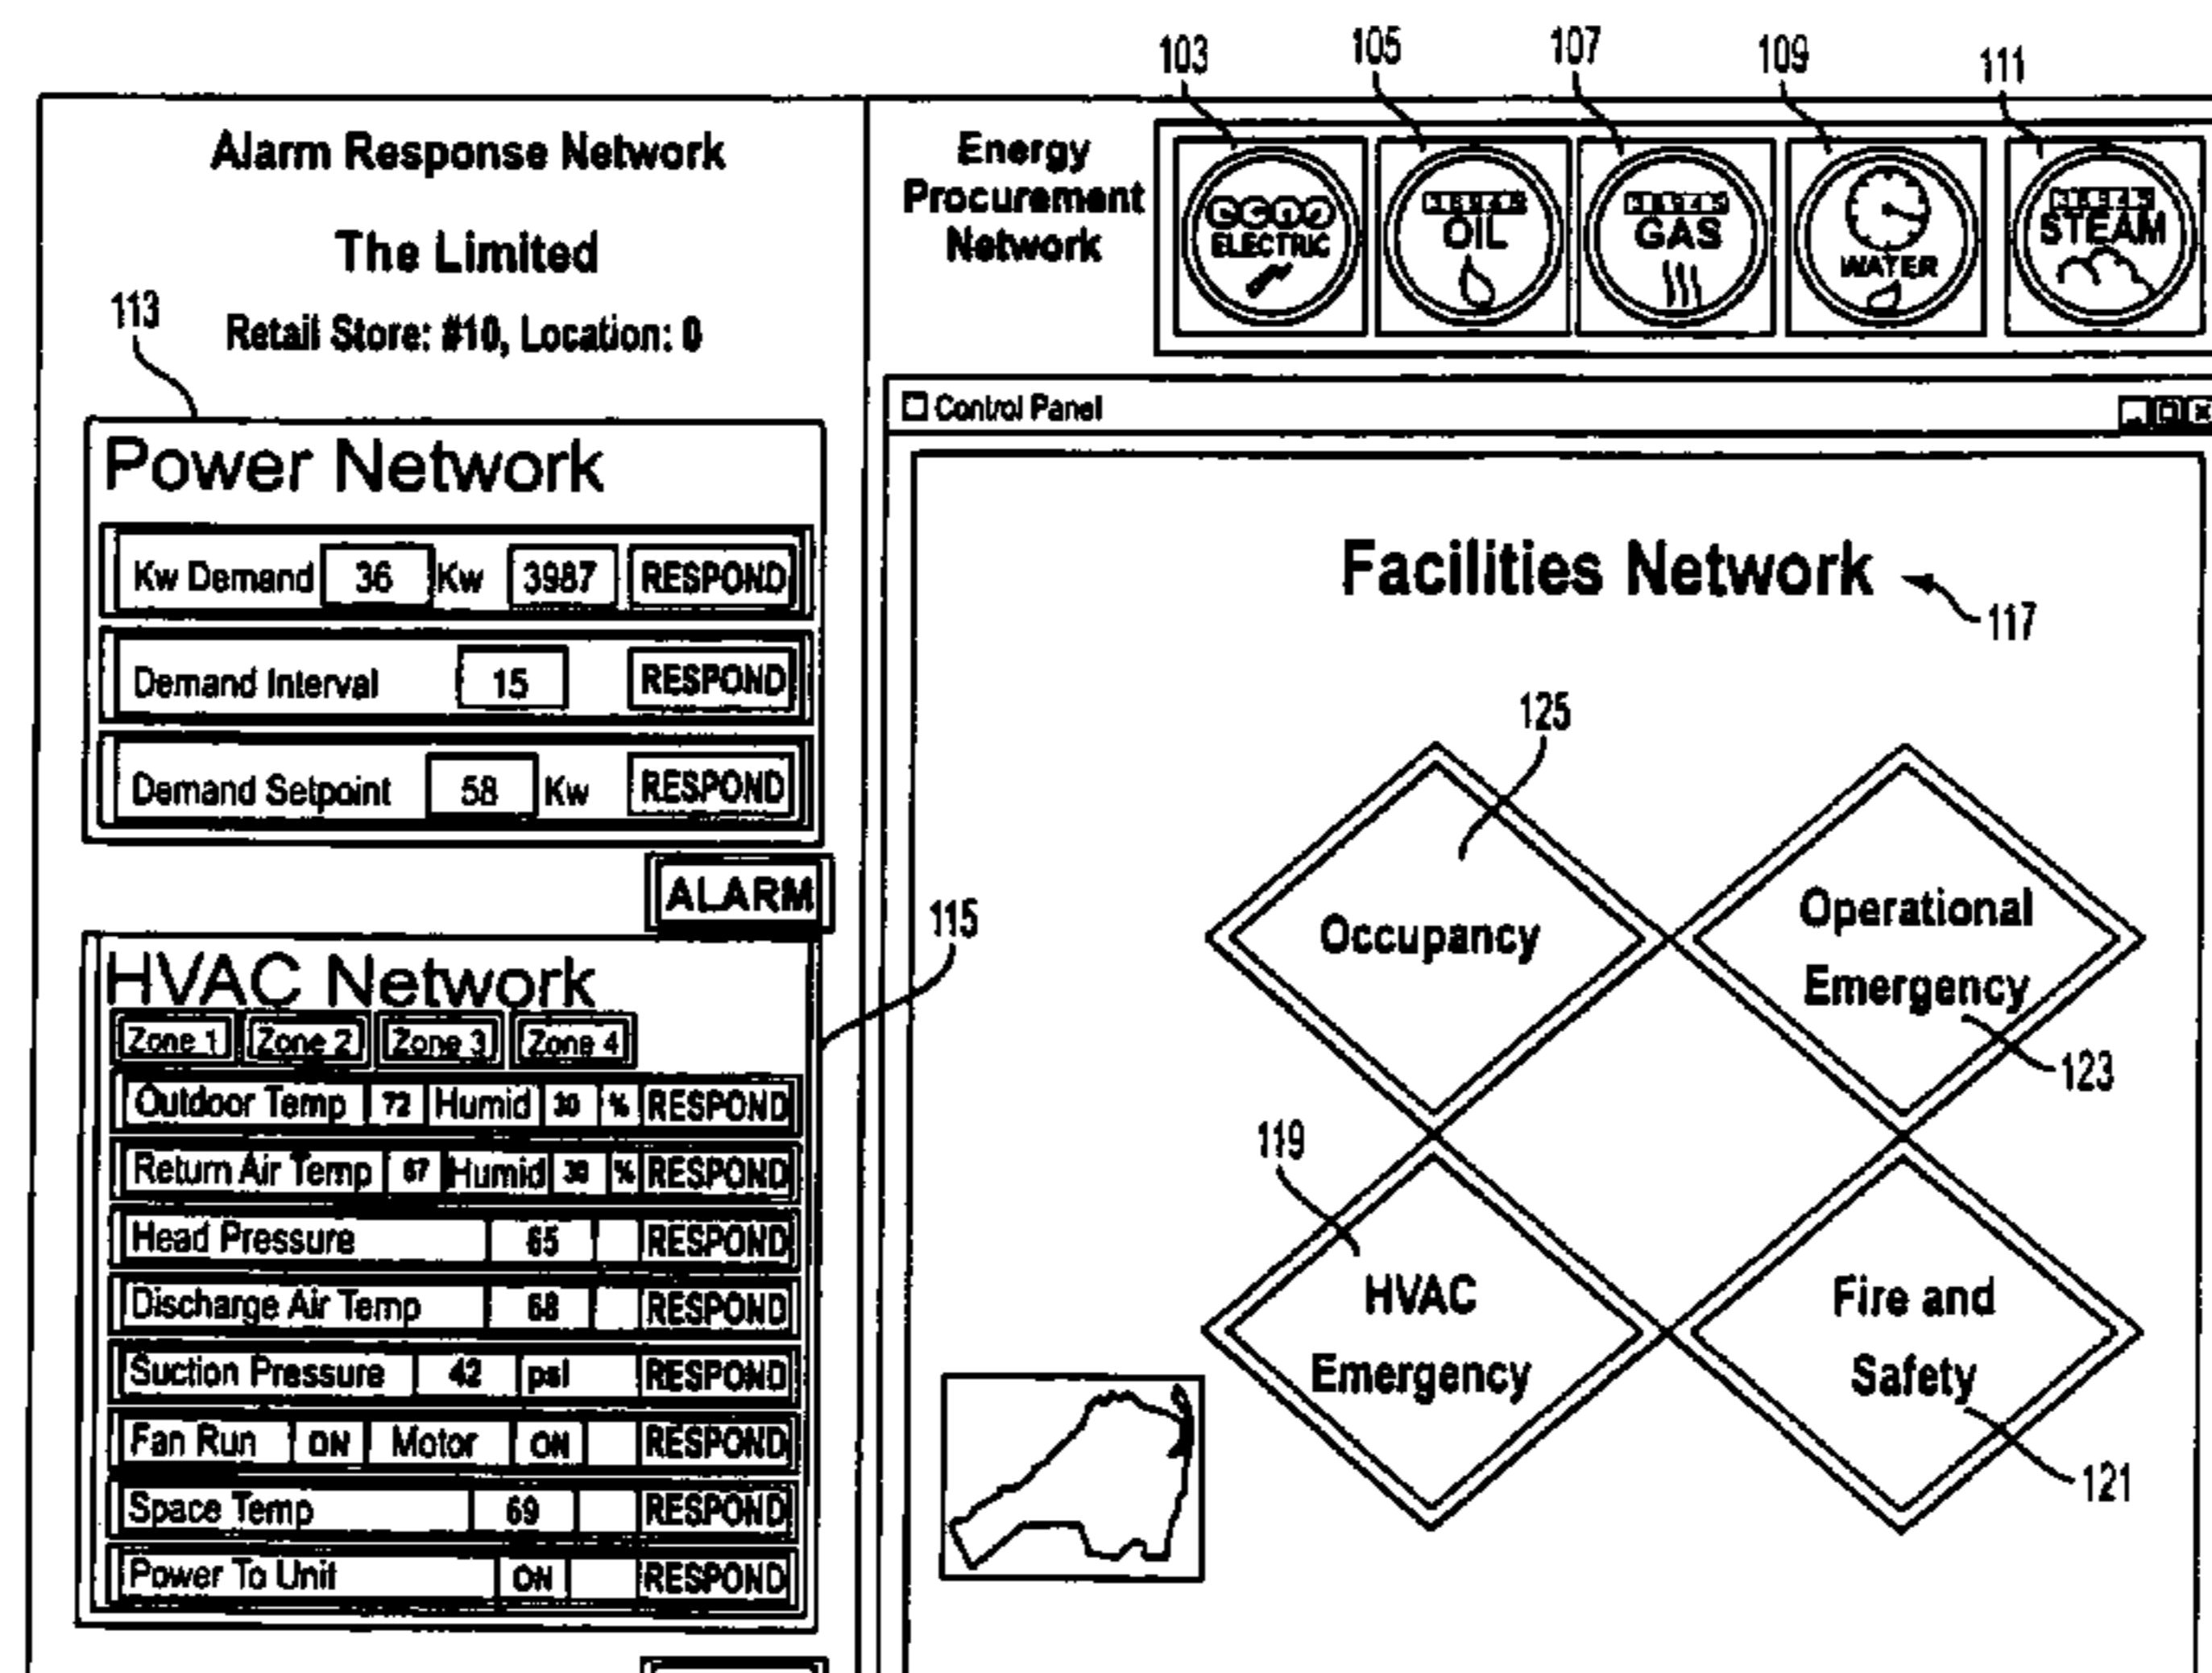 103 105 107 109 111
Alarm Response Network
The Limited
Retail Store: #10, Location: 0
Energy
Procurement
Network
ELECTRIC
OIL
GAS
WATER
STEAM
113
Power Network
Kw Demand 36 Kw 3987 RESPOND
Demand Interval 15 RESPOND
Demand Setpoint 58 Kw RESPOND
ALARM
115
HVAC Network
Zone 1 Zone 2 Zone 3 Zone 4
Outdoor Temp 72 Humid 30 % RESPOND
Return Air Temp 67 Humid % RESPOND
Head Pressure 65 RESPOND
Discharge Air Temp 68 RESPOND
Suction Pressure 42 psi RESPOND
Fan Run ON Motor ON RESPOND
Space Temp 69 RESPOND
Power To Unit ON RESPOND
Control Panel
Facilities Network
117
125
Occupancy
Operational
Emergency
123
119
HVAC
Emergency
Fire and
Safety
121